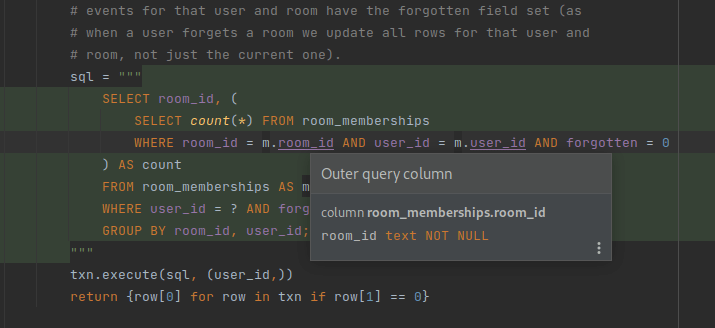 # events for that user and room have the forgotten field set (as
# when a user forgets a room we update all rows for that user and
# room, not just the current one).
sql = """
SELECT room_id, (
SELECT count(*) FROM room_memberships
WHERE room_id = m.room_id AND user_id = m.user_id AND forgotten = 0
) AS count
FROM room_memberships AS m
WHERE user_id = ? AND forg
GROUP BY room_id, user_id;
"""
txn.execute(sql, (user_id,))
return {row[0] for row in txn if row[1] == 0}
Outer query column
column room_memberships.room_id
room_id text NOT NULL